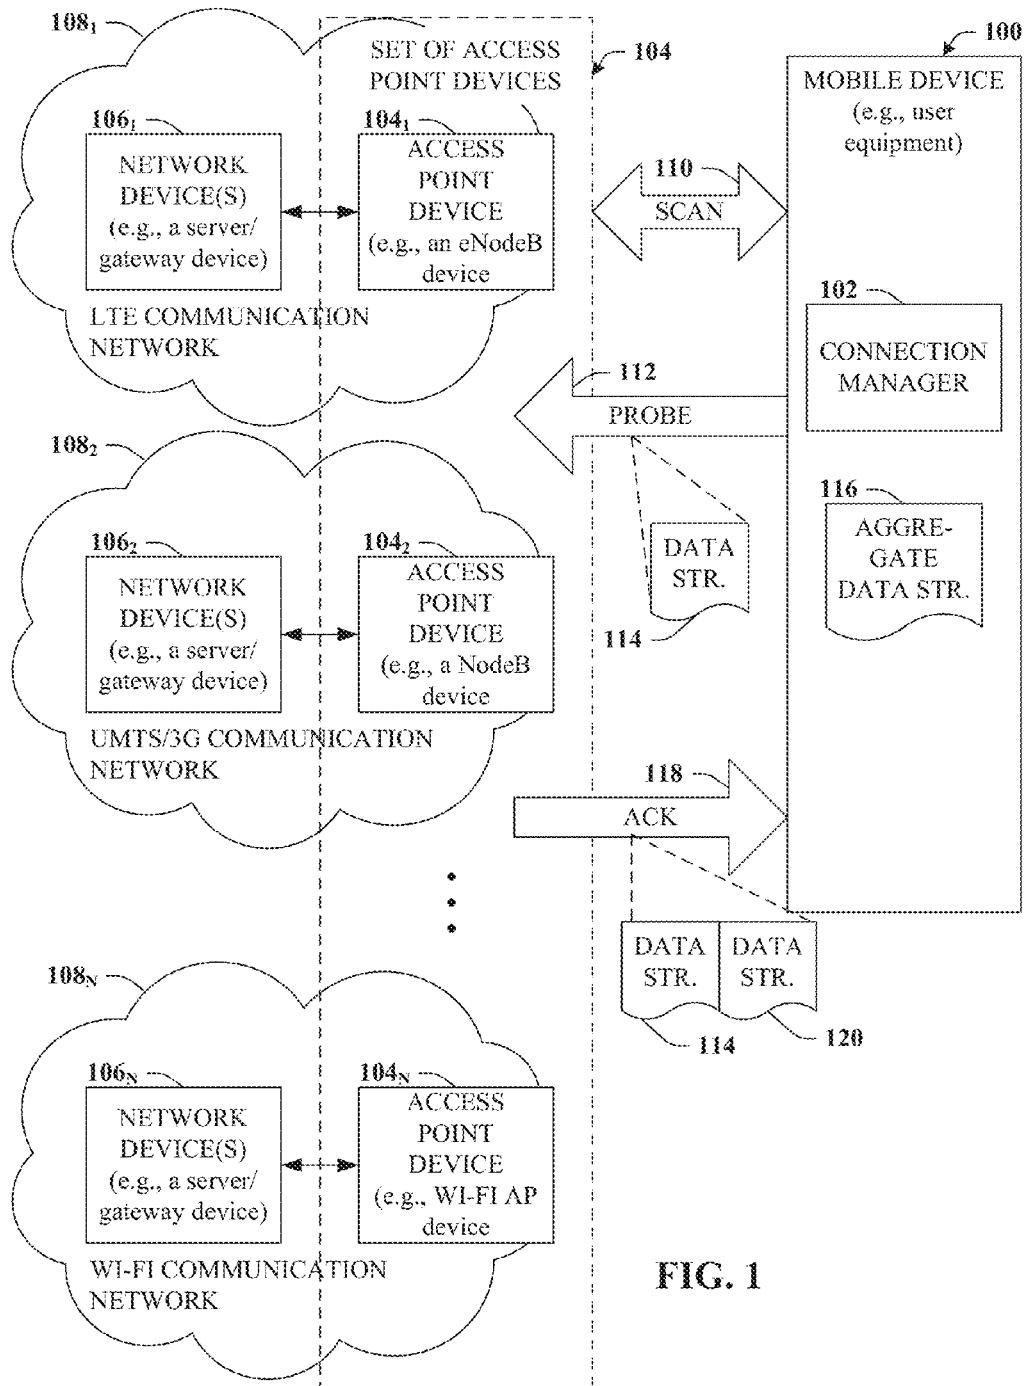 108₁
SET OF ACCESS
POINT DEVICES
104
100
MOBILE DEVICE
(e.g., user
equipment)
106₁
NETWORK
DEVICE(S)
(e.g., a server/
gateway device)
104₁
ACCESS
POINT
DEVICE
(e.g., an eNodeB
device
LTE COMMUNICATION
NETWORK
110
SCAN
102
CONNECTION
MANAGER
112
PROBE
108₂
106₂
NETWORK
DEVICE(S)
(e.g., a server/
gateway device)
104₂
ACCESS
POINT
DEVICE
(e.g., a NodeB
device
UMTS/3G COMMUNICATION
NETWORK
DATA
STR.
114
116
AGGRE-
GATE
DATA STR.
118
ACK
DATA
STR.
DATA
STR.
114
120
108N
106N
NETWORK
DEVICE(S)
(e.g., a server/
gateway device)
104N
ACCESS
POINT
DEVICE
(e.g., WI-FI AP
device
WI-FI COMMUNICATION
NETWORK
FIG. 1